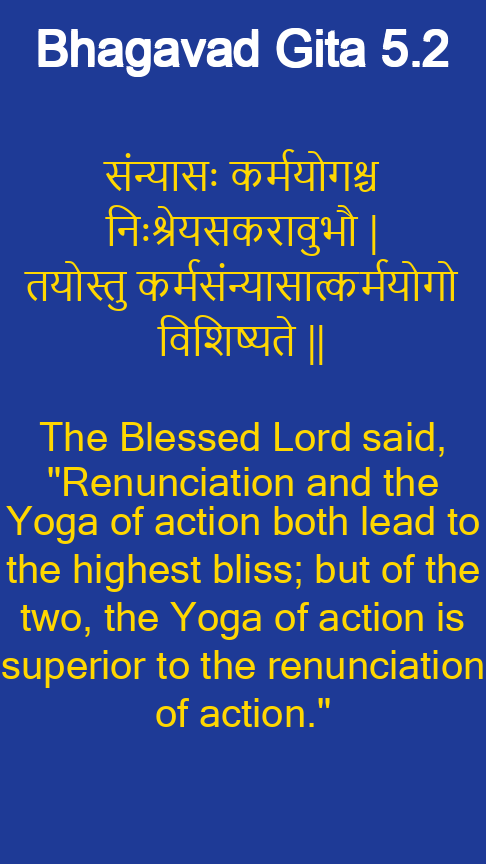 Bhagavad Gita 5.2
संन्यासः कर्मयोगश्च
निःश्रेयसकरावुभौ |
तयोस्तु कर्मसंन्यासात्कर्मयोगो
विशिष्यते ||
The Blessed Lord said,
"Renunciation and the
Yoga of action both lead to
the highest bliss; but of the
two, the Yoga of action is
superior to the renunciation
of action."